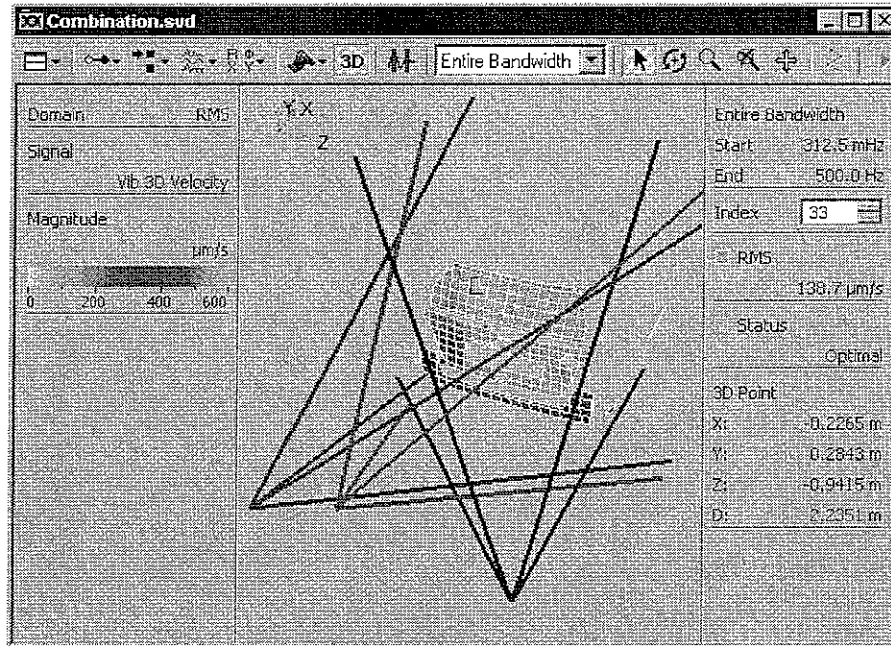 Combination.svd
3D Entire Bandwidth
Domain RMS
Signal
Vib 3D Velocity
Magnitude
µm/s
0 200 400 600
Y X
Z
Entire Bandwidth
Start 312.5 mHz
End 500.0 Hz
Index 33
RMS
138.7 µm/s
Status
Optimal
3D Point
X: -0.2265 m
Y: 0.2843 m
Z: -0.9415 m
D: 2.2351 m